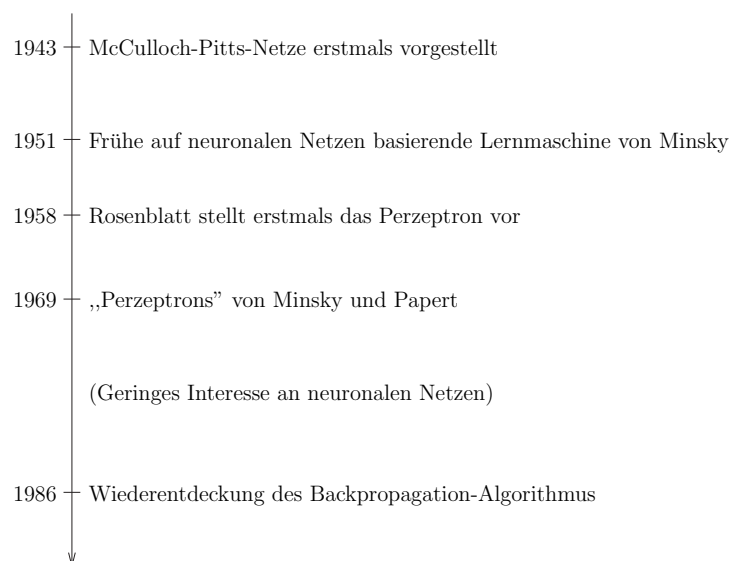 1943 McCulloch-Pitts-Netze erstmals vorgestellt
1951 Frühe auf neuronalen Netzen basierende Lernmaschine von Minsky
1958 Rosenblatt stellt erstmals das Perzeptron vor
1969 ,,Perzeptrons” von Minsky und Papert
(Geringes Interesse an neuronalen Netzen)
1986 Wiederentdeckung des Backpropagation-Algorithmus